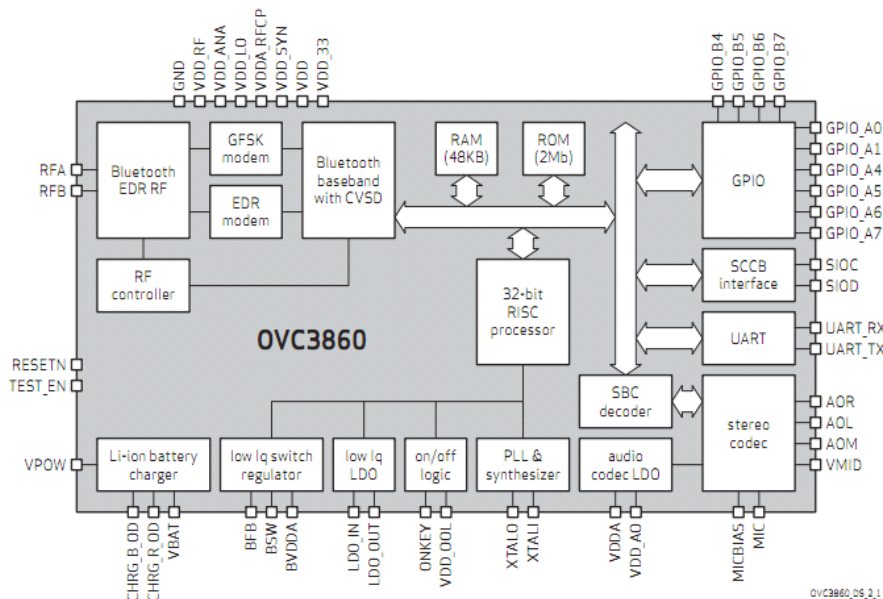 GND
VDD_RF
VDD_ANA
VDD_LO
VDDA_RFCP
VDD_SYN
VDD
VDD_33
GPIO_B4
GPIO_B5
GPIO_B6
GPIO_B7
RFA
RFB
Bluetooth
EDR RF
GFSK
modem
EDR
modem
Bluetooth
baseband
with CVSD
RF
controller
RAM
(48KB)
ROM
(2Mb)
GPIO
GPIO_A0
GPIO_A1
GPIO_A4
GPIO_A5
GPIO_A6
GPIO_A7
SCCB
interface
SIOC
SIOD
32-bit
RISC
processor
OVC3860
UART
UART_RX
UART_TX
RESETN
TEST_EN
SBC
decoder
stereo
codec
AOR
AOL
AOM
VMID
VPOW
Li-ion battery
charger
low Iq switch
regulator
low Iq
LDO
on/off
logic
PLL &
synthesizer
audio
codec LDO
CHRG_B_OD
CHRG_R_OD
VBAT
BFB
BSW
BVDDA
LDO_IN
LDO_OUT
ONKEY
VDD_OOL
XTALO
XTALI
VDDA
VDD_AO
MICBIAS
MIC
OVC3860_DS_2_1